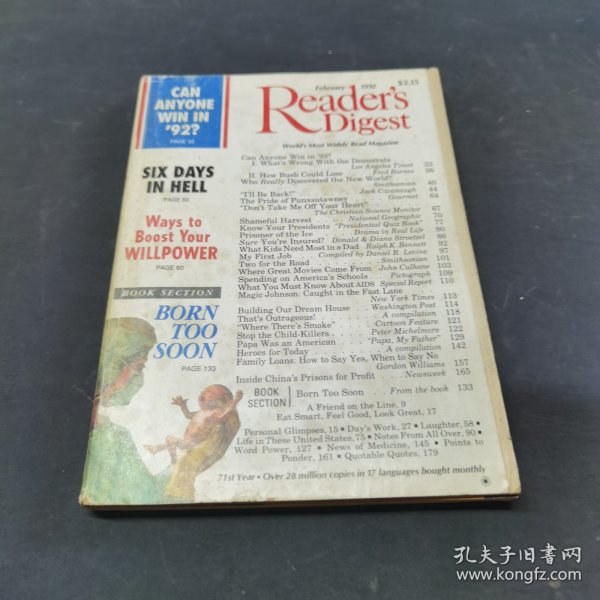 CAN
ANYONE
WIN IN
'92?
SIX DAYS
IN HELL
PAGE 50
Ways to
Boost Your
WILLPOWER
PAGE 60
BOOK SECTION
BORN
TOO
SOON
PAGE 133
February 1992 $2.15
Reader's
Digest
World's Most Widely Read Magazine
Can Anyone Win in '92?
I. What's Wrong With the Democrats
Los Angeles Times 33
II. How Bush Could Lose Fred Barnes 36
Who Really Discovered the New World?
Smithsonian 40
"I'll Be Back!" Jack Cavanaugh 44
The Pride of Punxsutawney Gourmet 64
"Don't Take Me Off Your Heart"
The Christian Science Monitor 67
Shameful Harvest National Geographic 70
Know Your Presidents "Presidential Quiz Book" 77
Prisoner of the Ice Drama in Real Life 80
Sure You're Insured? Donald & Diana Stroetzel 86
What Kids Need Most in a Dad Ralph K. Bennett 92
My First Job Compiled by Daniel R. Levine 97
Two for the Road Smithsonian 101
Where Great Movies Come From John Culhane 103
Spending on America's Schools Pictograph 109
What You Must Know About AIDS Special Report 110
Magic Johnson: Caught in the Fast Lane
New York Times 113
Building Our Dream House Washington Post 114
That's Outrageous! A compilation 118
"Where There's Smoke" Cartoon Feature 121
Stop the Child-Killers Peter Michelmore 122
Papa Was an American "Papa, My Father" 129
Heroes for Today A compilation 142
Family Loans: How to Say Yes, When to Say No
Gordon Williams 157
Inside China's Prisons for Profit Newsweek 165
BOOK
SECTION} Born Too Soon From the book 133
A Friend on the Line, 9
Eat Smart, Feel Good, Look Great, 17
Personal Glimpses, 15 ▪ Day's Work, 27 ▪ Laughter, 58 ▪
Life in These United States, 75 ▪ Notes From All Over, 90 ▪
Word Power, 127 ▪ News of Medicine, 145 ▪ Points to
Ponder, 161 ▪ Quotable Quotes, 179
71st Year • Over 28 million copies in 17 languages bought monthly
孔夫子旧书网
www.kongfz.com